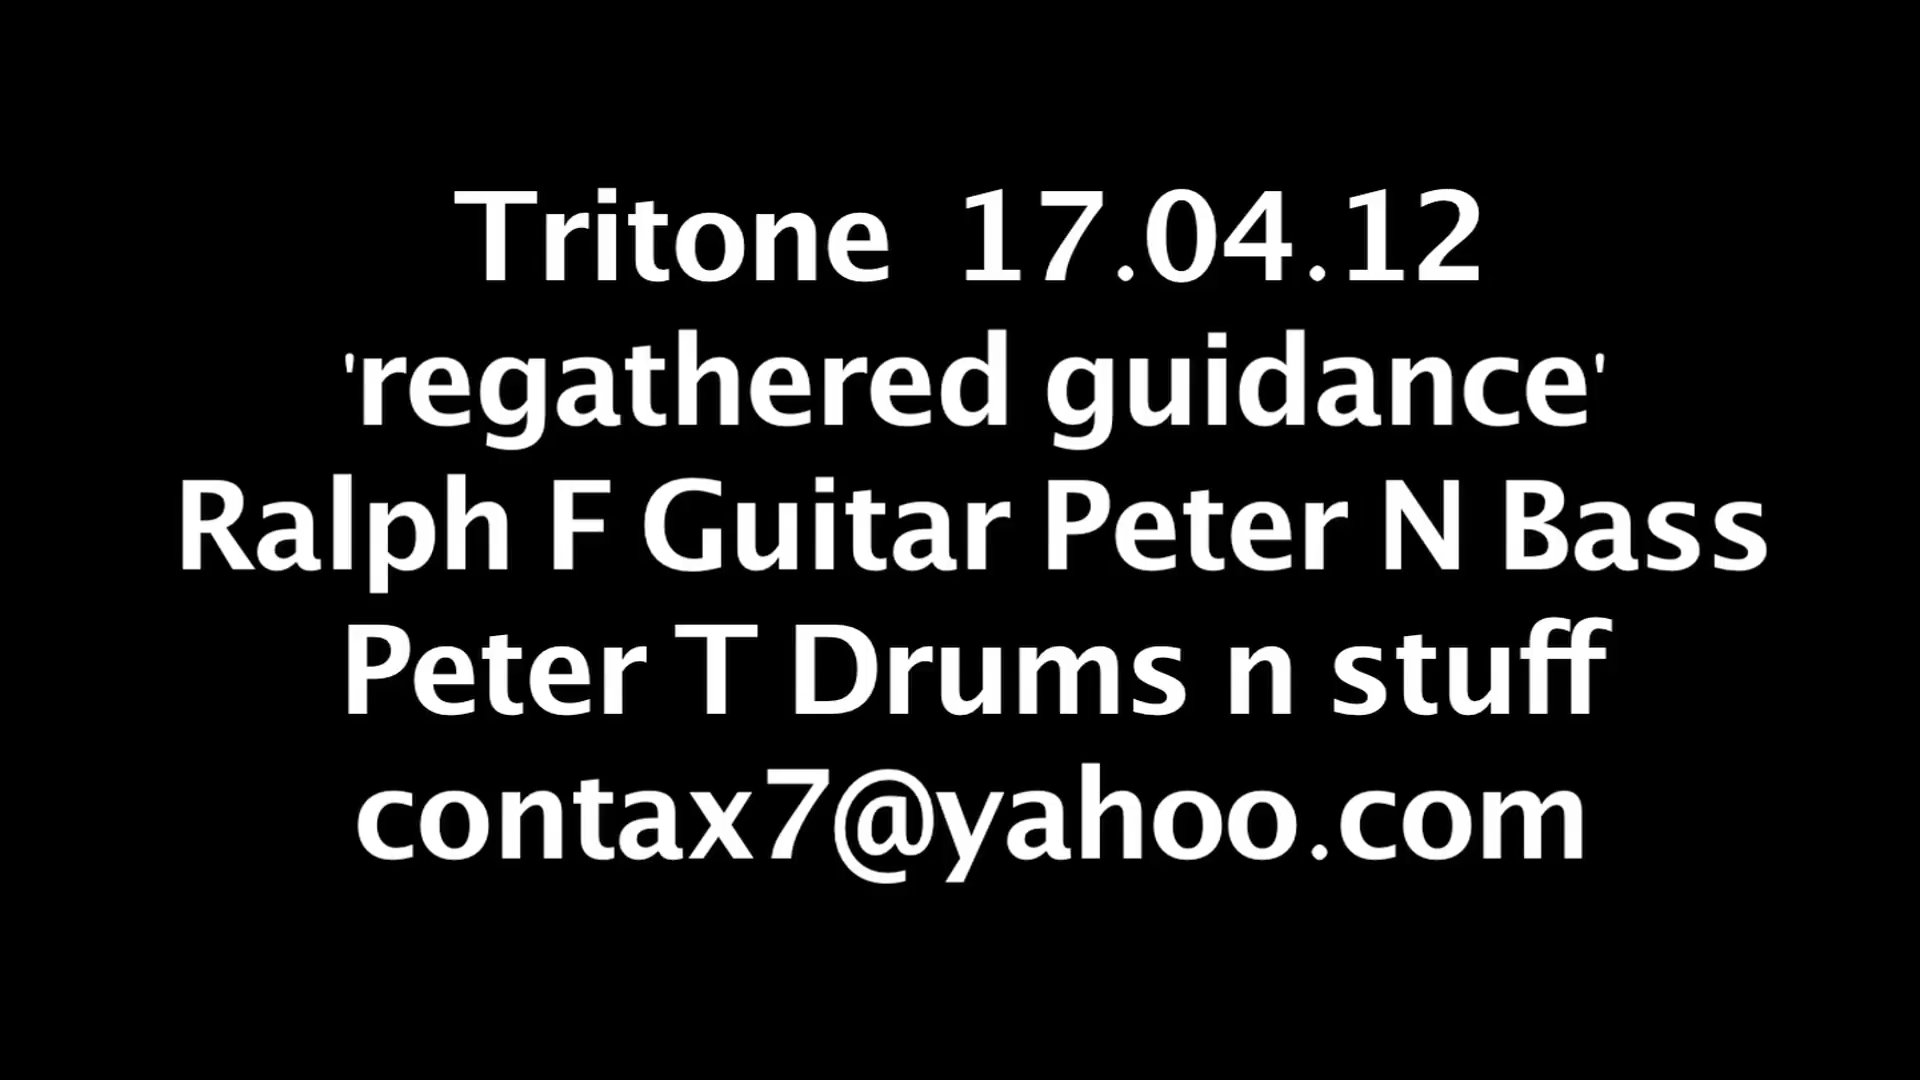 Tritone  17.04.12
'regathered guidance'
Ralph F Guitar Peter N Bass
Peter T Drums n stuff
contax7@yahoo.com